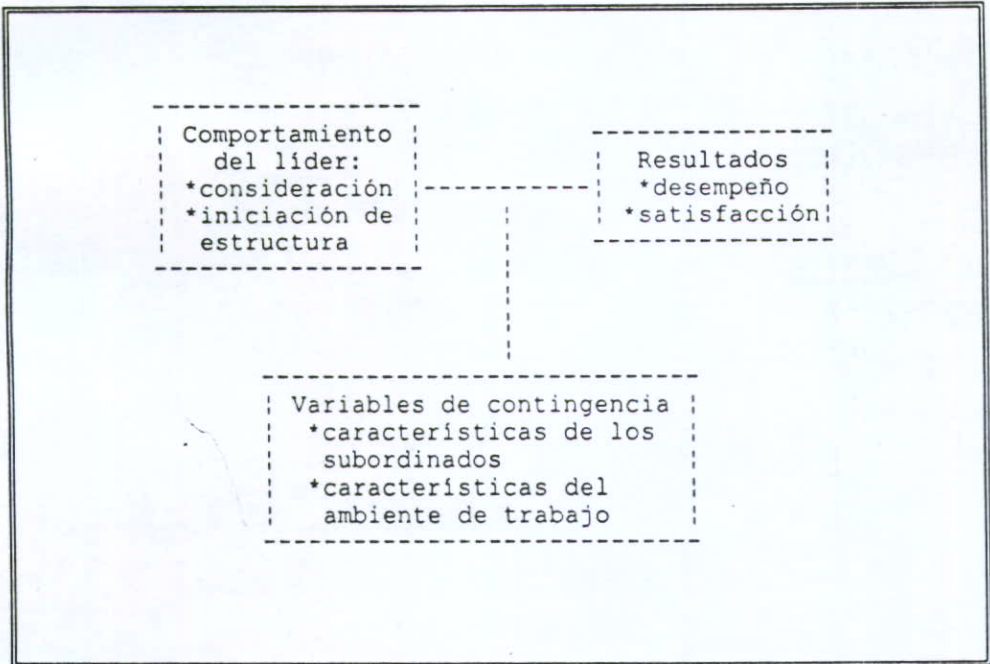 Comportamiento
del líder:
*consideración
*iniciación de
estructura
Resultados
*desempeño
*satisfacción
Variables de contingencia
*características de los
subordinados
*características del
ambiente de trabajo